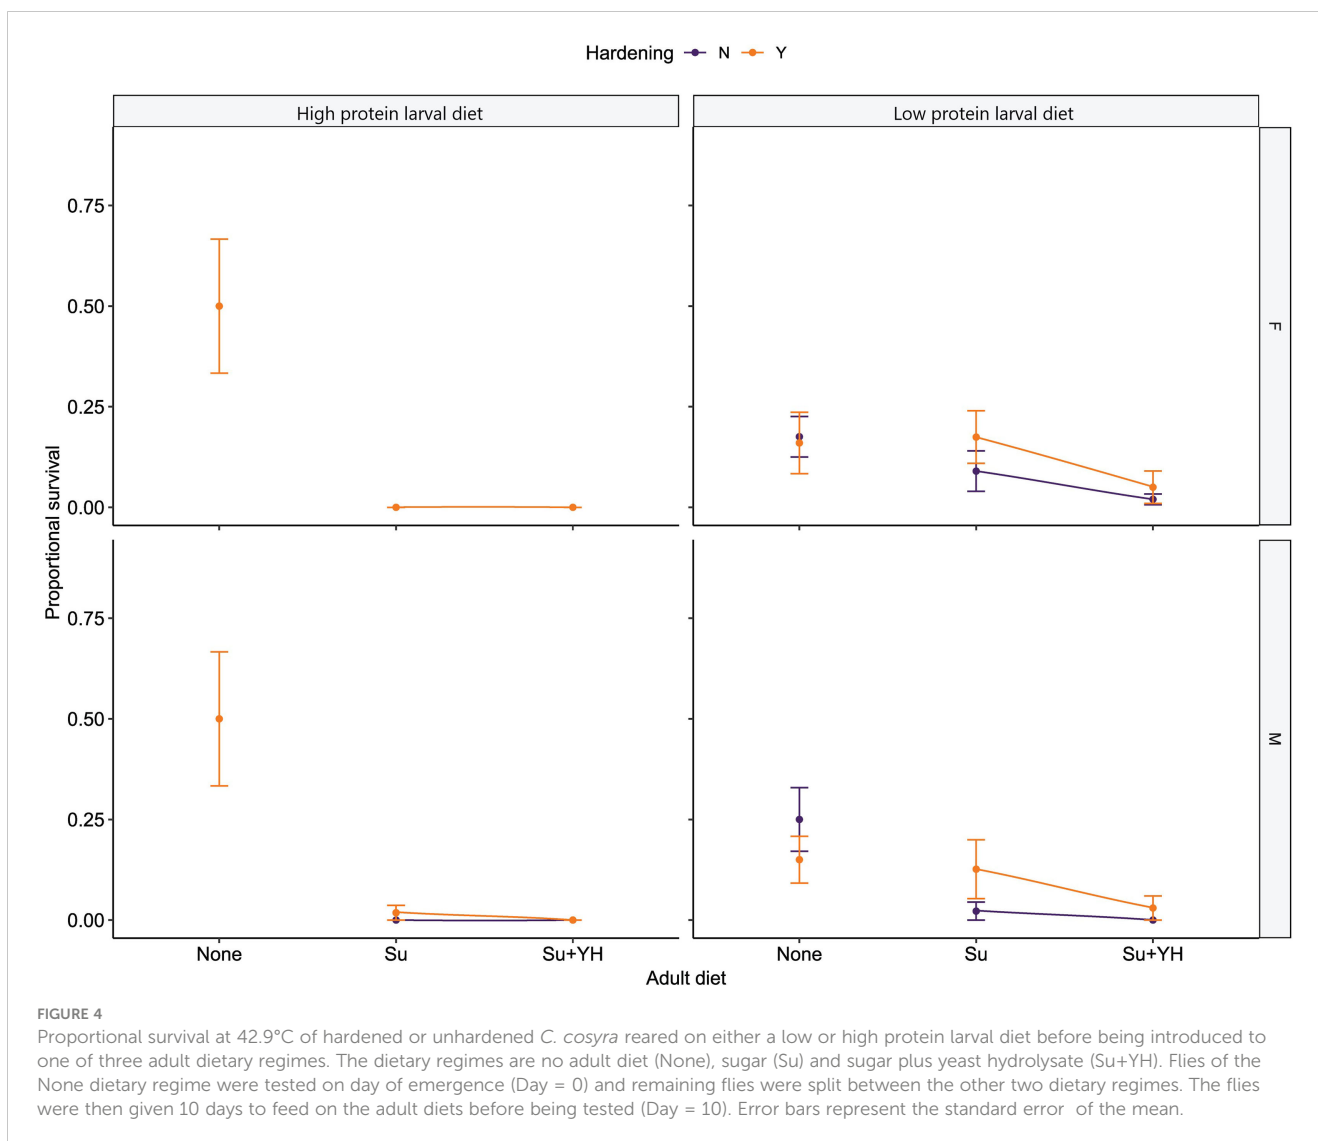 Hardening N Y
High protein larval diet Low protein larval diet
0.75
0.50
0.25
0.00
F
Proportional survival
0.75
0.50
0.25
0.00
M
None Su Su+YH None Su Su+YH
Adult diet
FIGURE 4
Proportional survival at 42.9°C of hardened or unhardened C. cosyra reared on either a low or high protein larval diet before being introduced to
one of three adult dietary regimes. The dietary regimes are no adult diet (None), sugar (Su) and sugar plus yeast hydrolysate (Su+YH). Flies of the
None dietary regime were tested on day of emergence (Day = 0) and remaining flies were split between the other two dietary regimes. The flies
were then given 10 days to feed on the adult diets before being tested (Day = 10). Error bars represent the standard error of the mean.